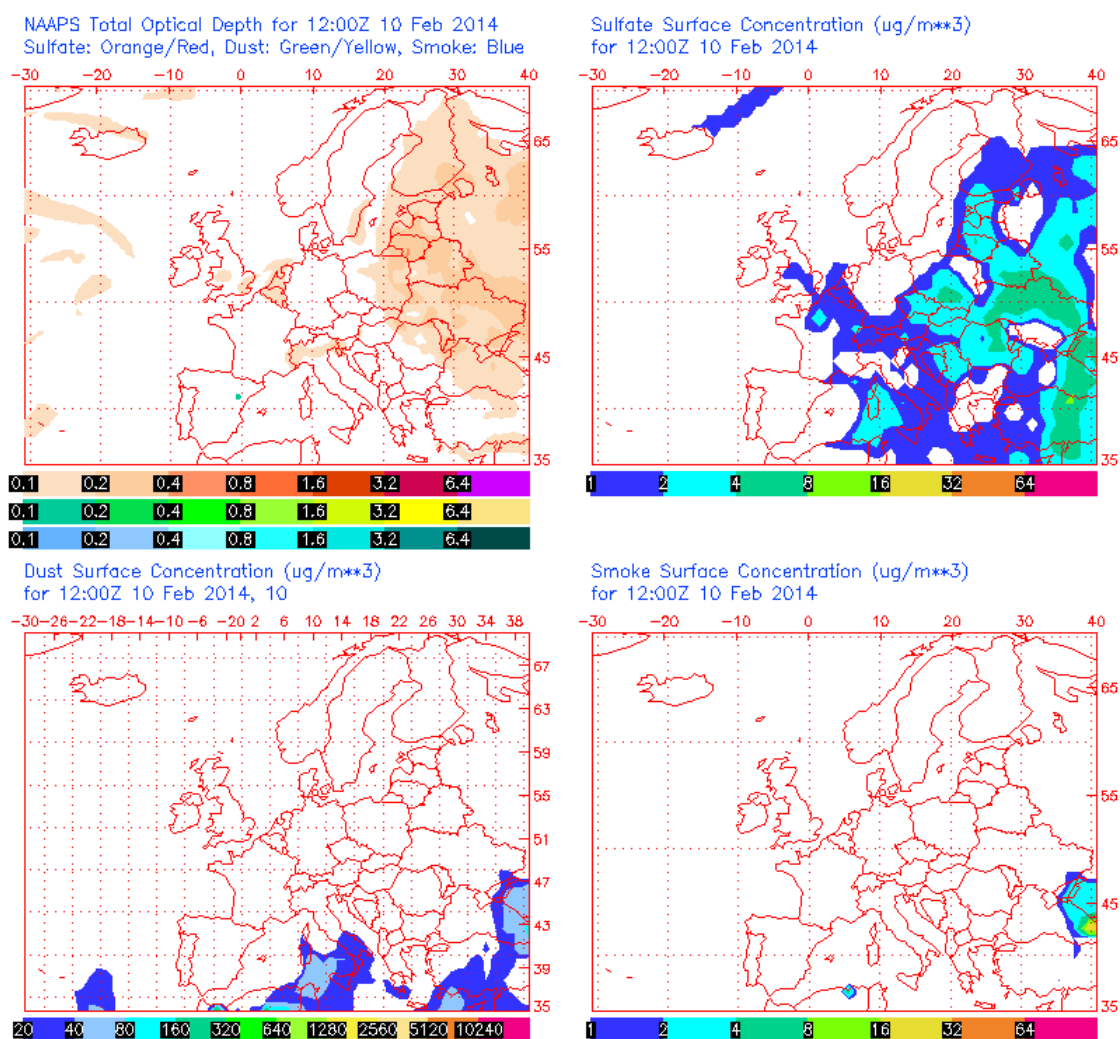 NAAPS Total Optical Depth for 12:00Z 10 Feb 2014
Sulfate: Orange/Red, Dust: Green/Yellow, Smoke: Blue
-30 -20 -10 0 10 20 30 40
65
55
45
35
0.1 0.2 0.4 0.8 1.6 3.2 6.4
0.1 0.2 0.4 0.8 1.6 3.2 6.4
0.1 0.2 0.4 0.8 1.6 3.2 6.4
Sulfate Surface Concentration (ug/m**3)
for 12:00Z 10 Feb 2014
-30 -20 -10 0 10 20 30 40
65
55
45
35
1 2 4 8 16 32 64
Dust Surface Concentration (ug/m**3)
for 12:00Z 10 Feb 2014, 10
-30-26-22-18-14-10 -6 -2 0 2 6 10 14 18 22 26 30 34 38
67
63
59
55
51
47
43
39
35
20 40 80 160 320 640 1280 2560 5120 10240
Smoke Surface Concentration (ug/m**3)
for 12:00Z 10 Feb 2014
-30 -20 -10 0 10 20 30 40
65
55
45
35
1 2 4 8 16 32 64